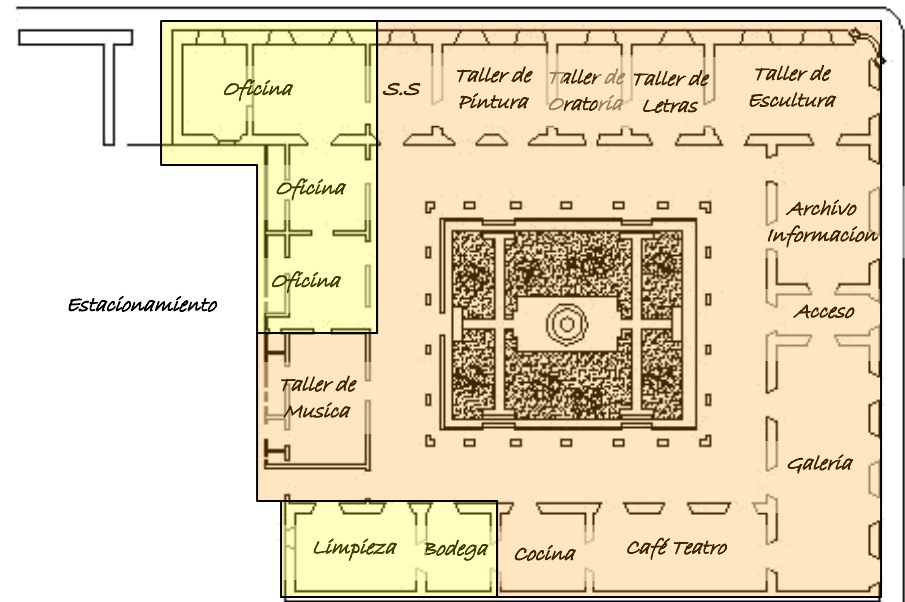 Oficina
S.S
Taller de
Pintura
Taller de
Oratoria
Taller de
Letras
Taller de
Escultura
Oficina
Archivo
Informacion
Oficina
Estacionamiento
Acceso
Taller de
Musica
Galeria
Limpieza
Bodega
Cocina
Café Teatro